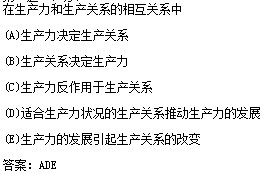 在生产力和生产关系的相互关系中
(A)生产力决定生产关系
(B)生产关系决定生产力
(C)生产力反作用于生产关系
(D)适合生产力状况的生产关系推动生产力的发展
(E)生产力的发展引起生产关系的改变
答案：ADE